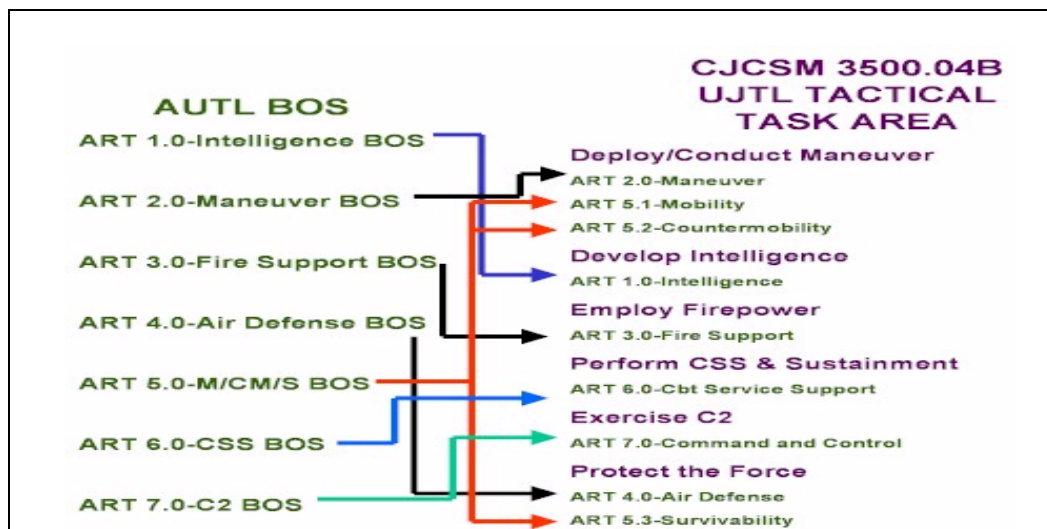 AUTL BOS
ART 1.0-Intelligence BOS
ART 2.0-Maneuver BOS
ART 3.0-Fire Support BOS
ART 4.0-Air Defense BOS
ART 5.0-M/CM/S BOS
ART 6.0-CSS BOS
ART 7.0-C2 BOS
CJCSM 3500.04B
UJTL TACTICAL
TASK AREA
Deploy/Conduct Maneuver
ART 2.0-Maneuver
ART 5.1-Mobility
ART 5.2-Countermobility
Develop Intelligence
ART 1.0-Intelligence
Employ Firepower
ART 3.0-Fire Support
Perform CSS & Sustainment
ART 6.0-Cbt Service Support
Exercise C2
ART 7.0-Command and Control
Protect the Force
ART 4.0-Air Defense
ART 5.3-Survivability